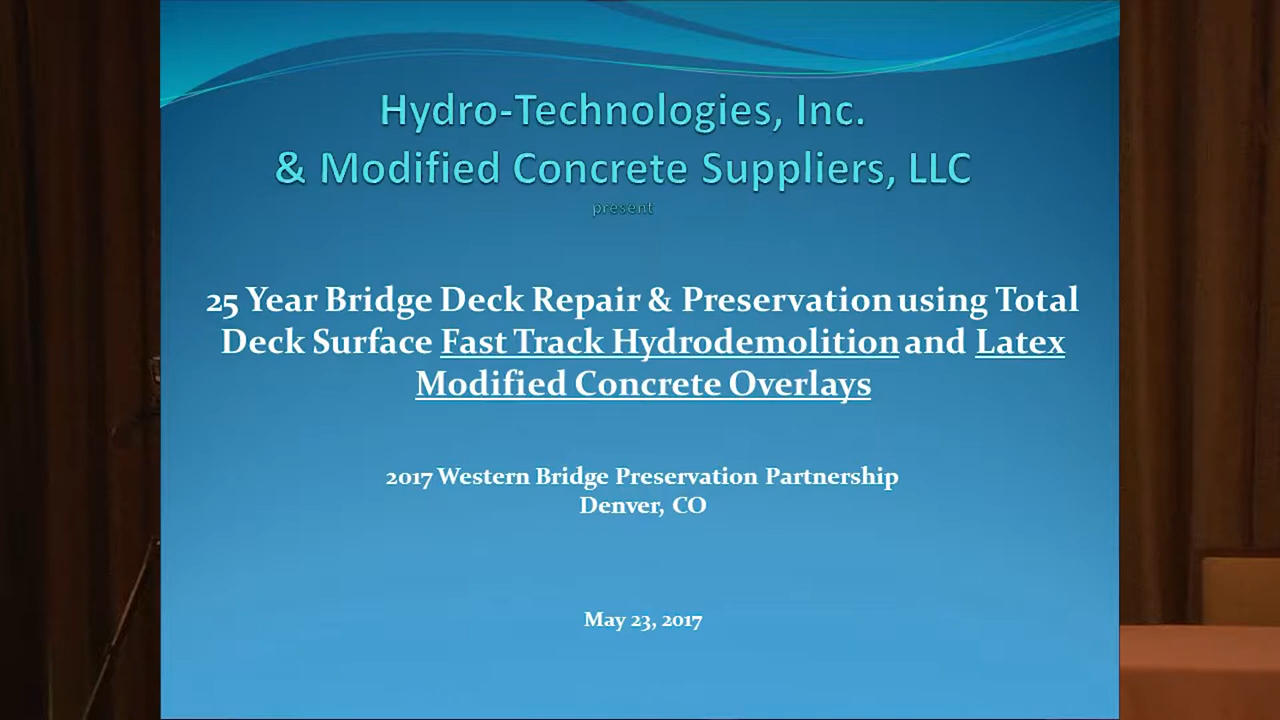 Hydro-Technologies, Inc.
& Modified Concrete Suppliers, LLC
present
25 Year Bridge Deck Repair & Preservation using Total
Deck Surface Fast Track Hydrodemolition and Latex
Modified Concrete Overlays
2017 Western Bridge Preservation Partnership
Denver, CO
May 23, 2017